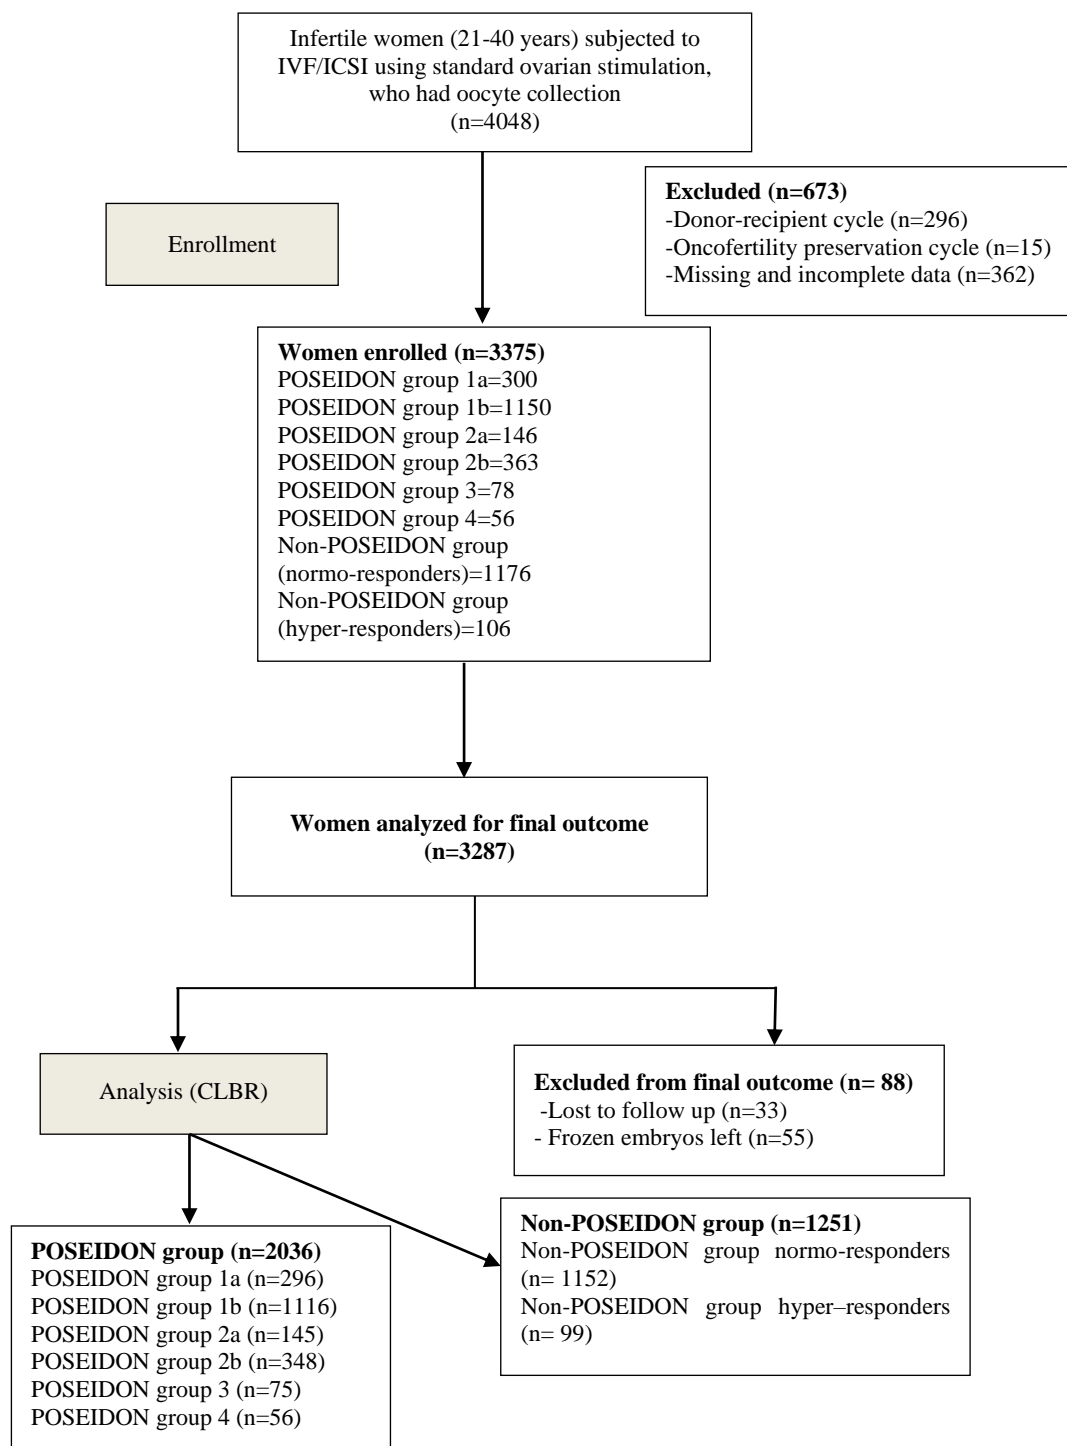 Infertile women (21-40 years) subjected to
IVF/ICSI using standard ovarian stimulation,
who had oocyte collection
(n=4048)
Excluded (n=673)
-Donor-recipient cycle (n=296)
-Oncofertility preservation cycle (n=15)
-Missing and incomplete data (n=362)
Enrollment
Women enrolled (n=3375)
POSEIDON group 1a=300
POSEIDON group 1b=1150
POSEIDON group 2a=146
POSEIDON group 2b=363
POSEIDON group 3=78
POSEIDON group 4=56
Non-POSEIDON group
(normo-responders)=1176
Non-POSEIDON group
(hyper-responders)=106
Women analyzed for final outcome
(n=3287)
Analysis (CLBR)
Excluded from final outcome (n= 88)
-Lost to follow up (n=33)
- Frozen embryos left (n=55)
POSEIDON group (n=2036)
POSEIDON group 1a (n=296)
POSEIDON group 1b (n=1116)
POSEIDON group 2a (n=145)
POSEIDON group 2b (n=348)
POSEIDON group 3 (n=75)
POSEIDON group 4 (n=56)
Non-POSEIDON group (n=1251)
Non-POSEIDON group normo-responders
(n= 1152)
Non-POSEIDON group hyper–responders
(n= 99)